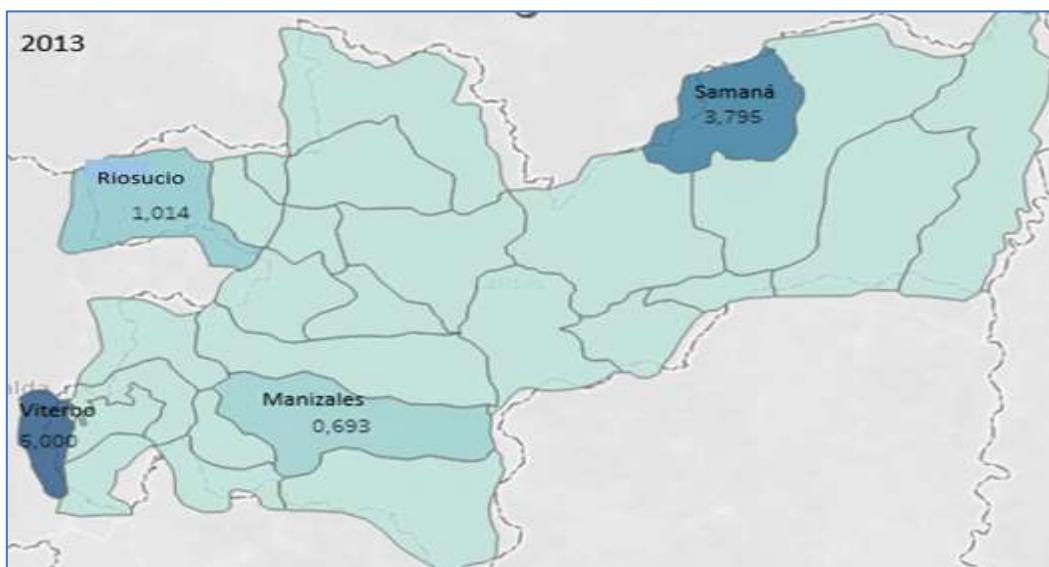 2013
Samaná
3,795
Riosucio
1,014
Manizales
0,693
Viterbo
5,000